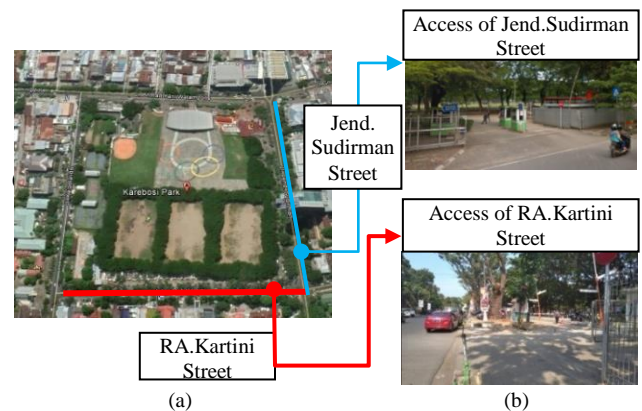 Access of Jend.Sudirman
Street
Jend.
Sudirman
Street
Karebosi Park
Access of RA.Kartini
Street
RA.Kartini
Street
(a)
(b)